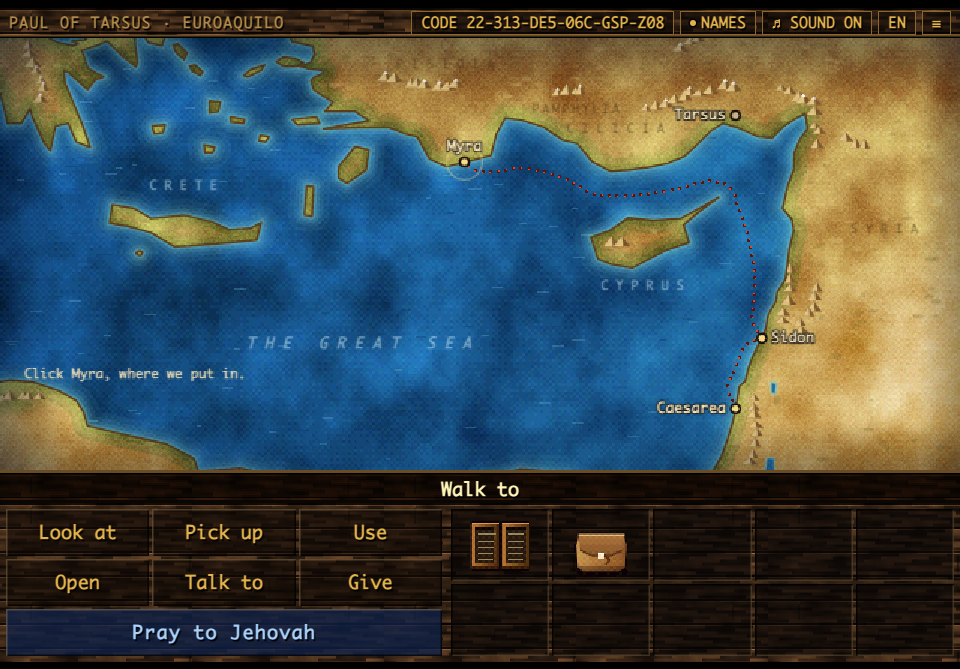 PAUL OF TARSUS · EUROAQUILO
CODE 22-313-DE5-06C-GSP-Z08
NAMES
SOUND ON
EN
PAMPHYLIA
CILICIA
Tarsus
Myra
CRETE
SYRIA
CYPRUS
THE GREAT SEA
Sidon
Click Myra, where we put in.
Caesarea
Walk to
Look at
Pick up
Use
Open
Talk to
Give
Pray to Jehovah